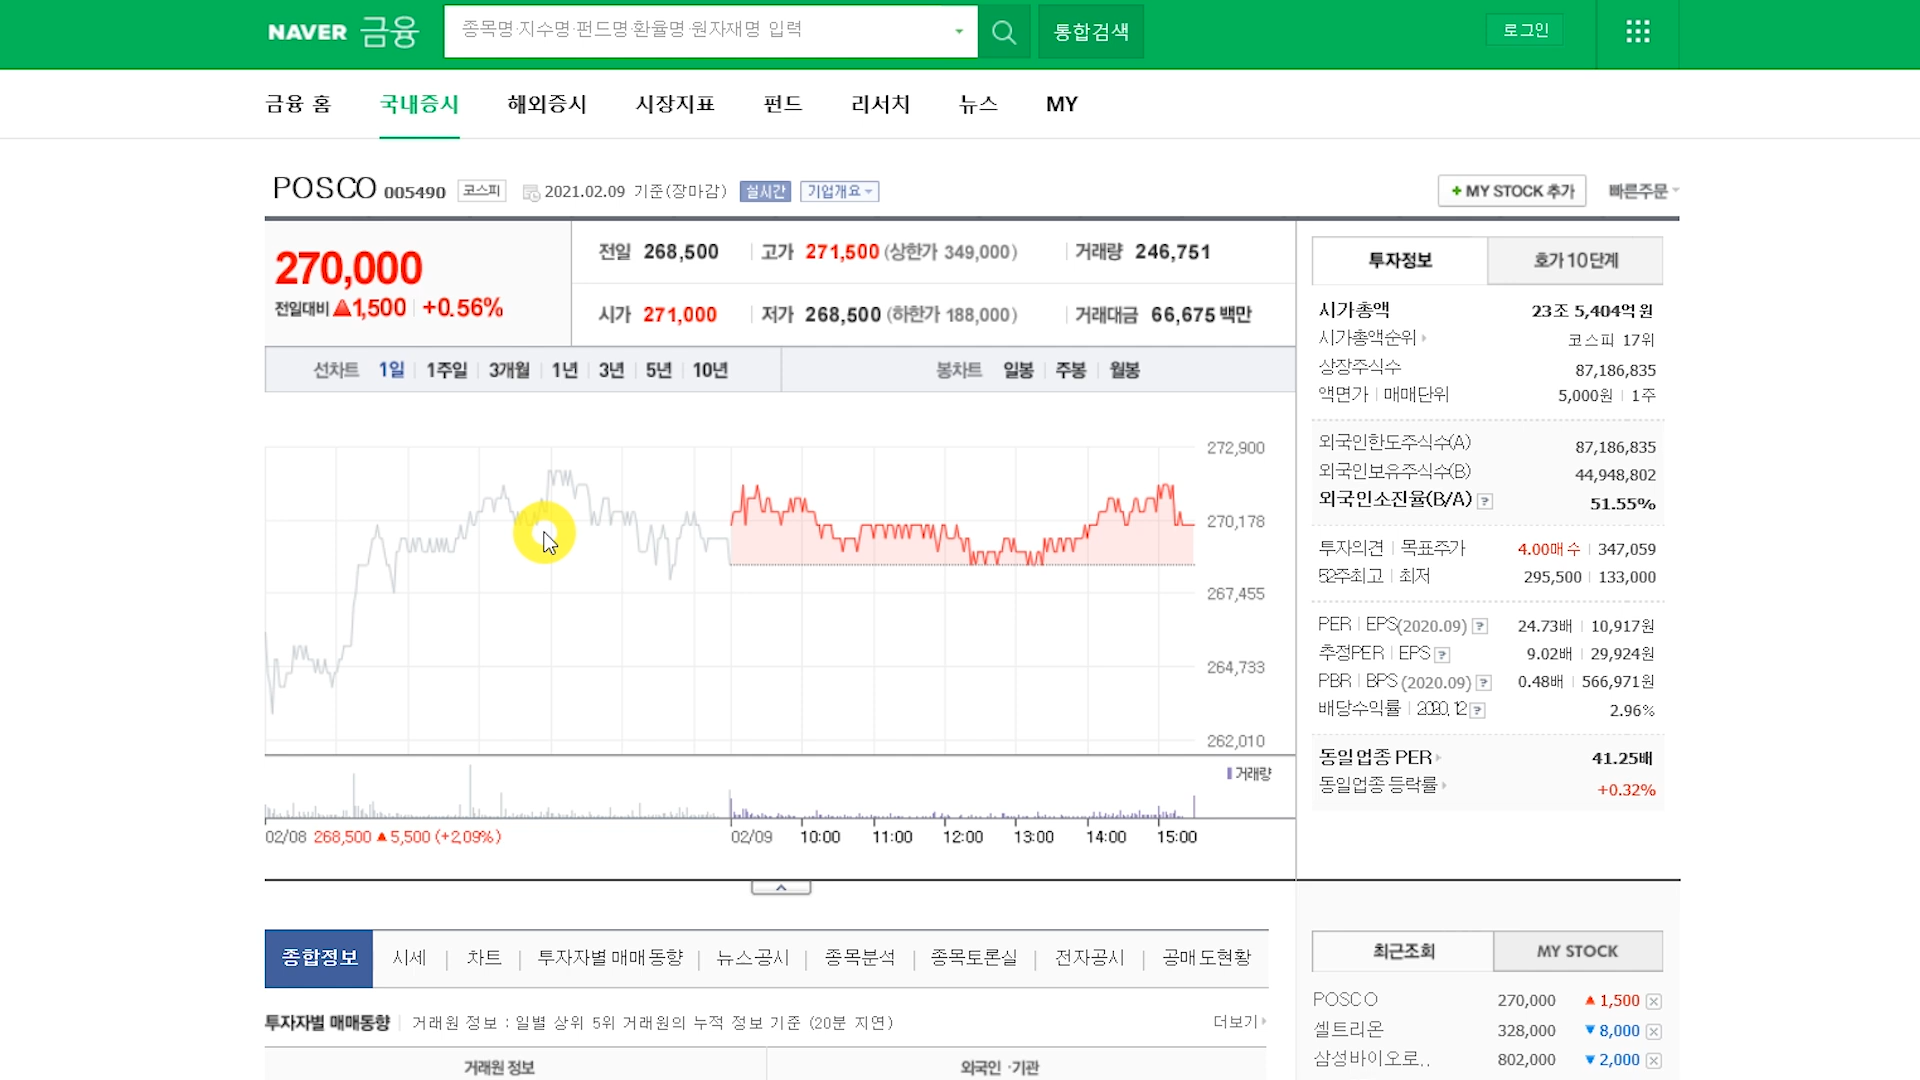 NAVER 금융 종목명·지수명·펀드명·환율명·원자재명 입력 통합검색 로그인
금융 홈 국내증시 해외증시 시장지표 펀드 리서치 뉴스 MY
POSCO 005490 코스피 2021.02.09 기준(장마감) 실시간 기업개요 + MY STOCK 추가 빠른주문
270,000
전일대비 ▲1,500 +0.56%
전일 268,500 고가 271,500 (상한가 349,000) 거래량 246,751
시가 271,000 저가 268,500 (하한가 188,000) 거래대금 66,675 백만
선차트 1일 1주일 3개월 1년 3년 5년 10년 봉차트 일봉 주봉 월봉
272,900
270,178
267,455
264,733
262,010
거래량
02/08 268,500 ▲ 5,500 (+2.09%) 02/09 10:00 11:00 12:00 13:00 14:00 15:00
투자정보 호가 10단계
시가총액 23조 5,404억 원
시가총액순위 코스피 17위
상장주식수 87,186,835
액면가 매매단위 5,000원 1주
외국인한도주식수(A) 87,186,835
외국인보유주식수(B) 44,948,802
외국인소진율(B/A) ? 51.55%
투자의견 목표주가 4.00매수 347,059
52주최고 최저 295,500 133,000
PER EPS(2020.09) ? 24.73배 10,917원
추정PER EPS ? 9.02배 29,924원
PBR BPS (2020.09) ? 0.48배 566,971원
배당수익률 2020.12 ? 2.96%
동일업종 PER 41.25배
동일업종 등락률 +0.32%
종합정보 시세 차트 투자자별 매매동향 뉴스공시 종목분석 종목토론실 전자공시 공매도현황
투자자별 매매동향 거래원 정보 : 일별 상위 5위 거래원의 누적 정보 기준 (20분 지연) 더보기
거래원 정보 외국인·기관
최근조회 MY STOCK
POSCO 270,000 ▲ 1,500
셀트리온 328,000 ▼ 8,000
삼성바이오로.. 802,000 ▼ 2,000